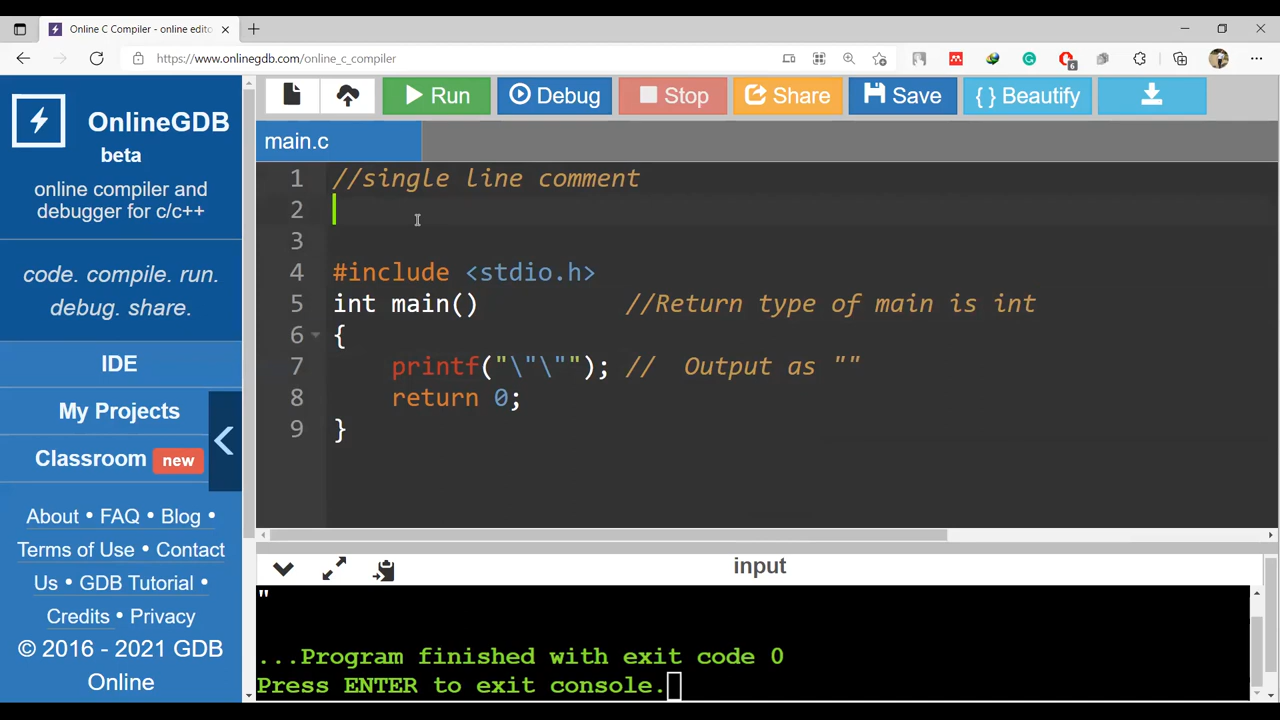 Online C Compiler - online edito
https://www.onlinegdb.com/online_c_compiler
6
OnlineGDB
beta
online compiler and
debugger for c/c++
code. compile. run.
debug. share.
IDE
My Projects
Classroom new
About • FAQ • Blog •
Terms of Use • Contact
Us • GDB Tutorial •
Credits • Privacy
© 2016 - 2021 GDB
Online
Run Debug Stop Share Save { } Beautify
main.c
1 //single line comment
2
3
4 #include <stdio.h>
5 int main() //Return type of main is int
6 {
7 printf("\"\""); // Output as ""
8 return 0;
9 }
input
"
...Program finished with exit code 0
Press ENTER to exit console.